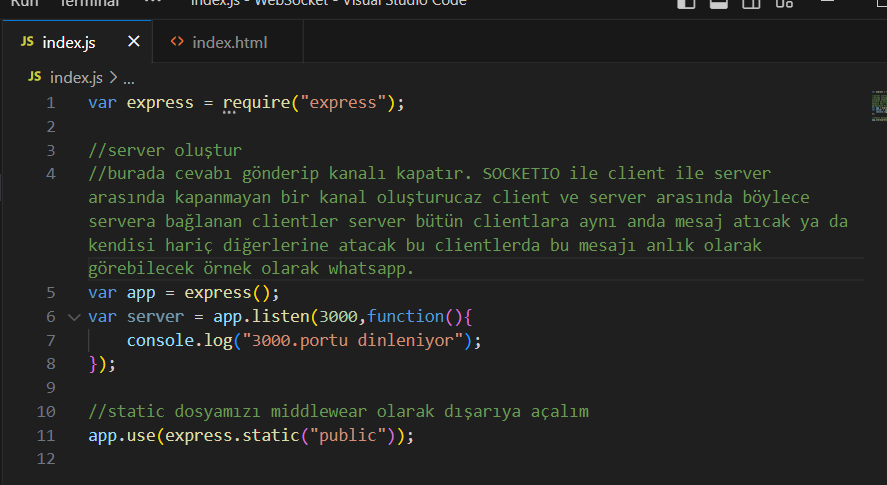 Run Terminal ... index.js - WebSocket - Visual Studio Code
JS index.js × <> index.html
JS index.js > ...
1 var express = require("express");
2
3 //server oluştur
4 //burada cevabı gönderip kanalı kapatır. SOCKETIO ile client ile server
arasında kapanmayan bir kanal oluşturucaz client ve server arasında böylece
servera bağlanan clientler server bütün clientlara aynı anda mesaj atıcak ya da
kendisi hariç diğerlerine atacak bu clientlerda bu mesajı anlık olarak
görebilecek örnek olarak whatsapp.
5 var app = express();
6 var server = app.listen(3000,function(){
7 console.log("3000.portu dinleniyor");
8 });
9
10 //static dosyamızı middlewear olarak dışarıya açalım
11 app.use(express.static("public"));
12